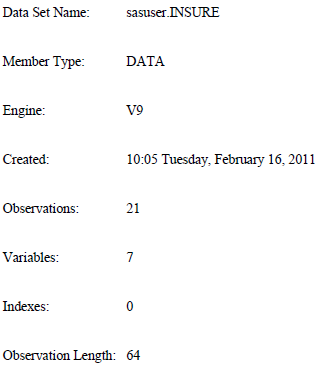 Data Set Name: sasuser.INSURE
Member Type: DATA
Engine: V9
Created: 10:05 Tuesday, February 16, 2011
Observations: 21
Variables: 7
Indexes: 0
Observation Length: 64